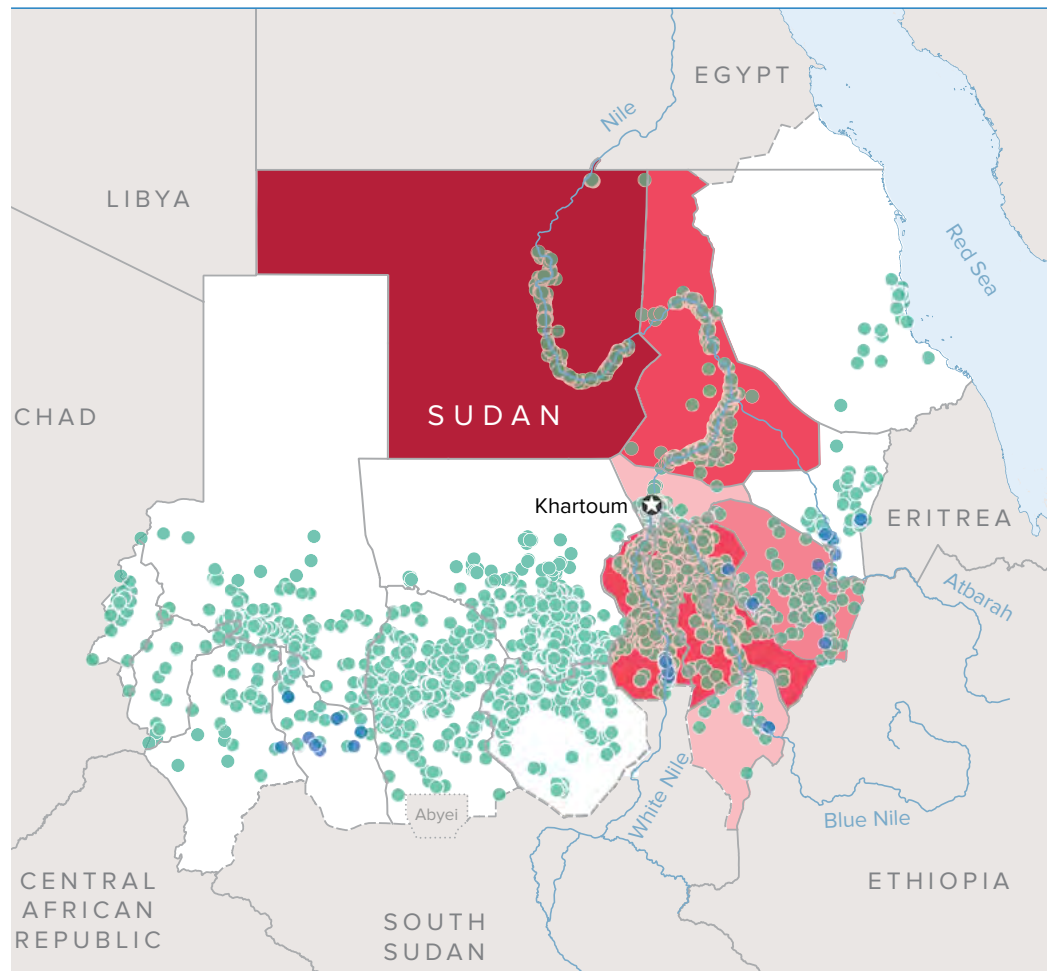 EGYPT
Nile
LIBYA
Red Sea
CHAD
SUDAN
Khartoum
ERITREA
Atbarah
White Nile
Abyei
Blue Nile
CENTRAL
AFRICAN
REPUBLIC
ETHIOPIA
SOUTH
SUDAN